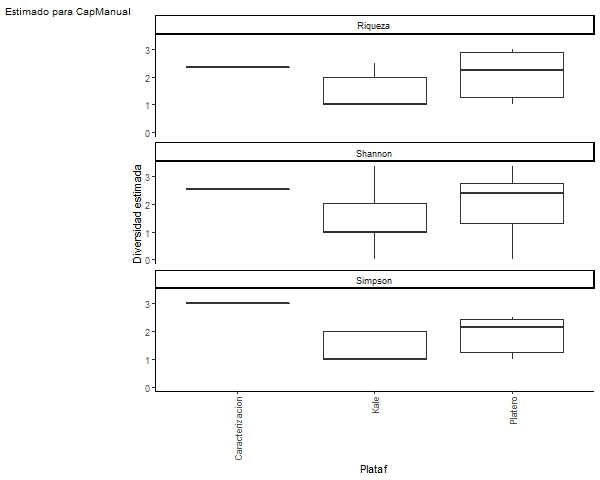 Estimado para CapManual
Riqueza
3
2
1
0
Shannon
3
2
1
0
Simpson
3
2
1
0
Diversidad estimada
Caracterizacion
Kale
Platero
Plataf